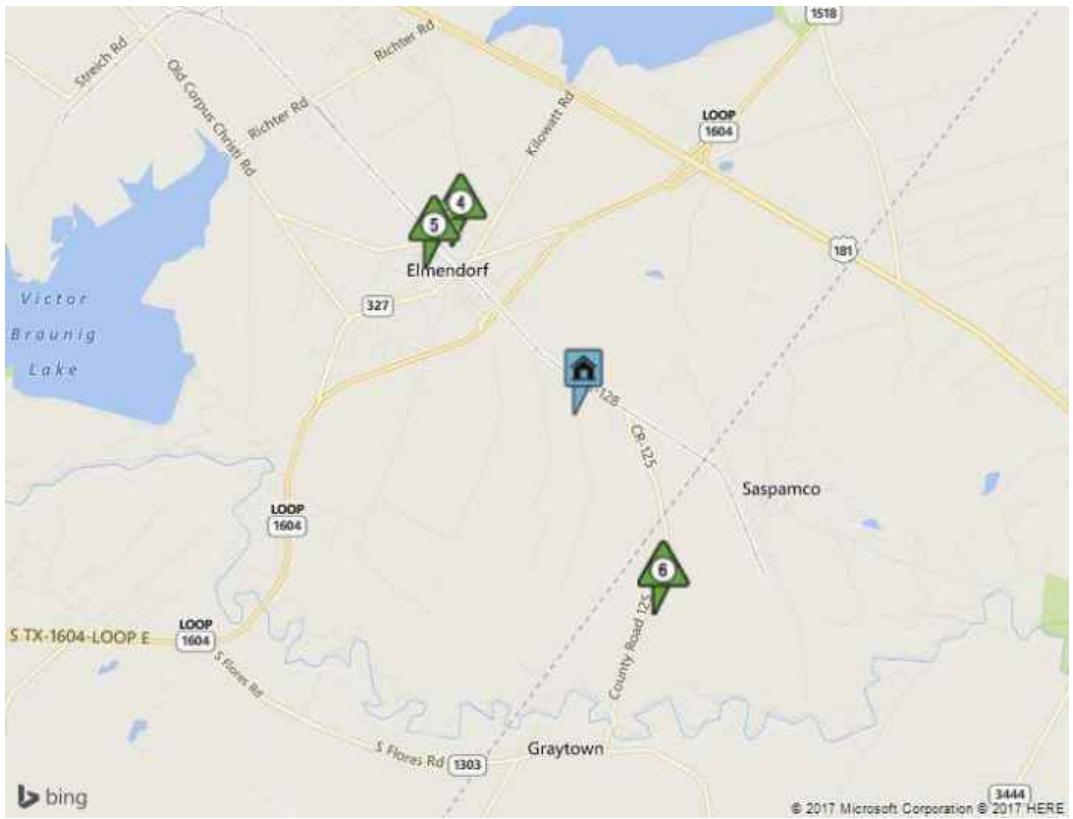 1518
Streich Rd
Old Corpus Christi Rd
Richter Rd
Richter Rd
Kilowatt Rd
LOOP
1604
4
5
181
Elmendorf
327
Victor
Braunig
Lake
-128
CR-125
Saspamco
LOOP
1604
6
County Road 125
LOOP
1604
S TX-1604-LOOP E
S Flores Rd
S Flores Rd
1303
Graytown
3444
bing
© 2017 Microsoft Corporation © 2017 HERE